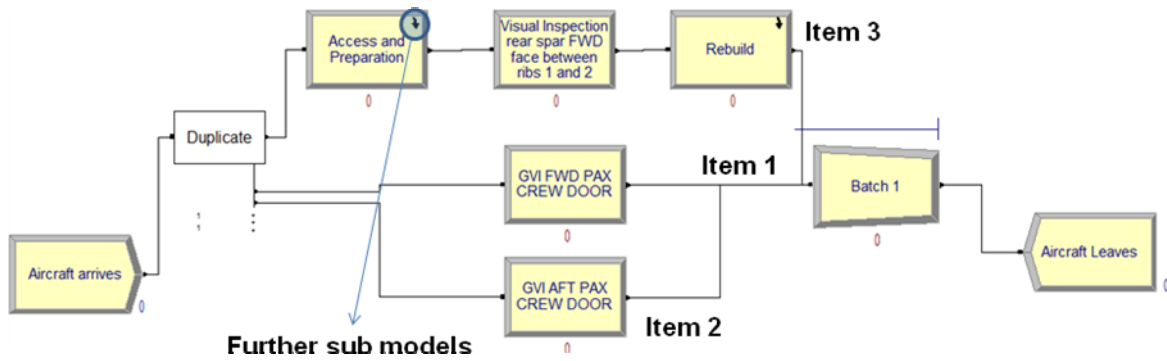 Access and
Preparation
0
Visual Inspection
rear spar FWD
face between
ribs 1 and 2
0
Rebuild
0
Item 3
Duplicate
1
1
GVI FWD PAX
CREW DOOR
0
Item 1
Batch 1
0
Aircraft arrives
0
GVI AFT PAX
CREW DOOR
0
Item 2
Aircraft Leaves
0
Further sub models